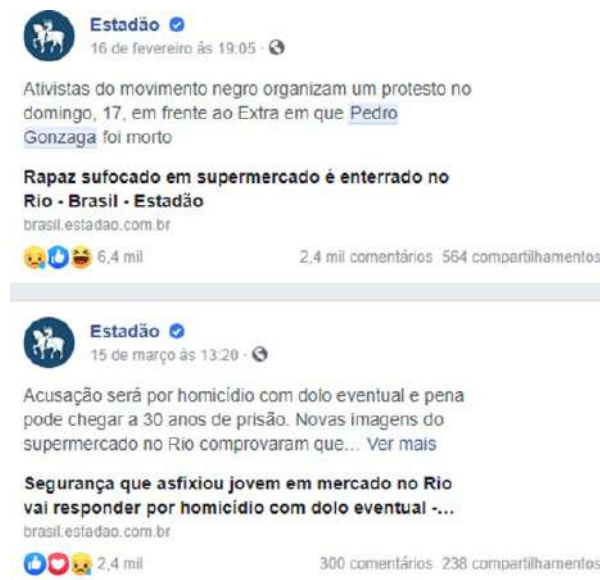 Estadão
16 de fevereiro às 19:05 ·
Ativistas do movimento negro organizam um protesto no
domingo, 17, em frente ao Extra em que Pedro
Gonzaga foi morto
Rapaz sufocado em supermercado é enterrado no
Rio - Brasil - Estadão
brasil.estadao.com.br
6,4 mil 2,4 mil comentários 564 compartilhamentos
Estadão
15 de março às 13:20 ·
Acusação será por homicídio com dolo eventual e pena
pode chegar a 30 anos de prisão. Novas imagens do
supermercado no Rio comprovaram que... Ver mais
Segurança que asfixiou jovem em mercado no Rio
vai responder por homicídio com dolo eventual -...
brasil.estadao.com.br
2,4 mil 300 comentários 238 compartilhamentos